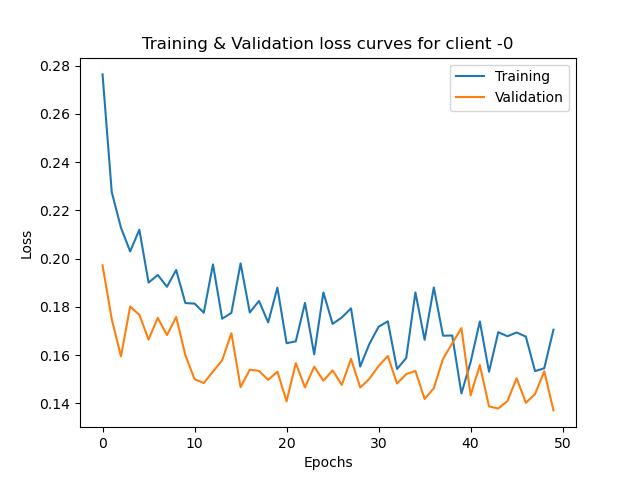 Training & Validation loss curves for client -0
0.28
0.26
0.24
0.22
0.20
0.18
0.16
0.14
Loss
Training
Validation
0 10 20 30 40 50
Epochs